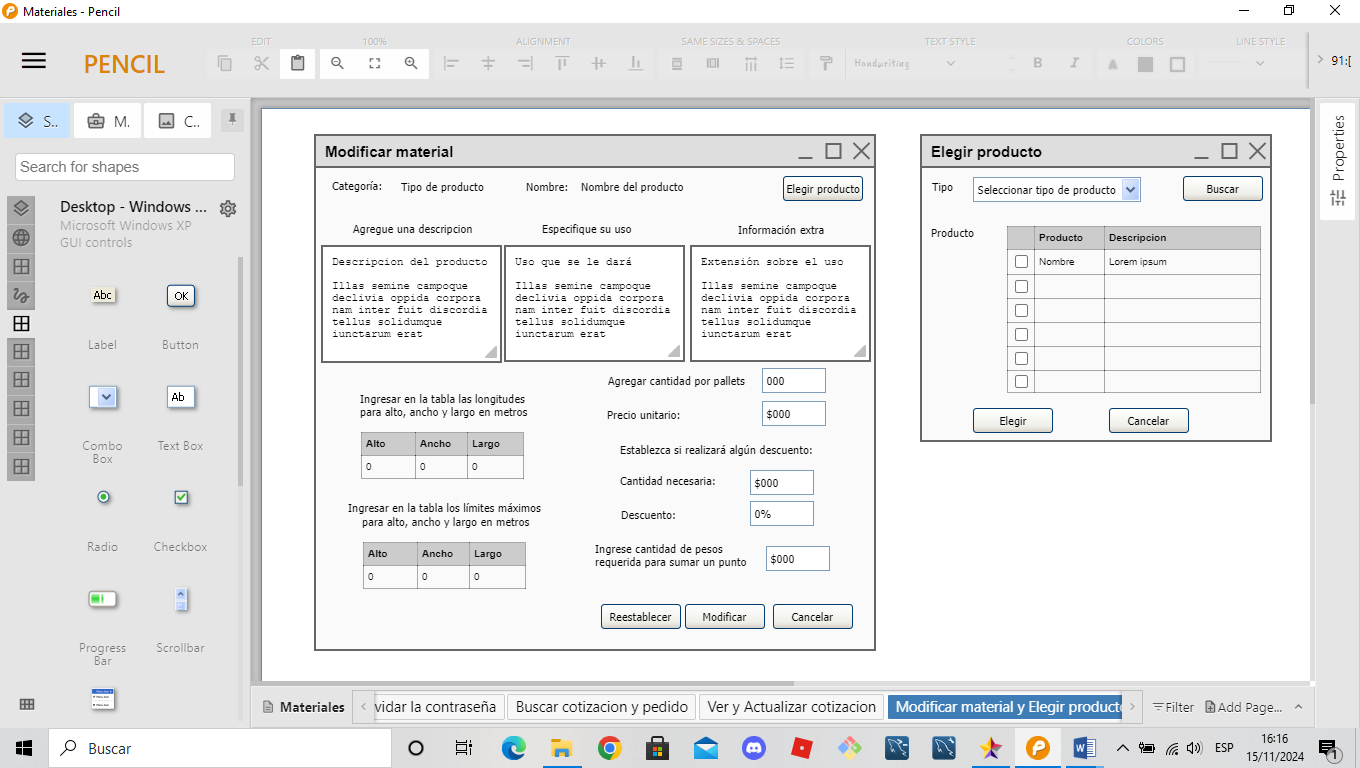 Materiales - Pencil
PENCIL
EDIT
100%
ALIGNMENT
SAME SIZES & SPACES
TEXT STYLE
COLORS
LINE STYLE
Handwriting
B
I
A
91:[
S..
M.
C..
Search for shapes
Desktop - Windows ...
Microsoft Windows XP
GUI controls
Abc
OK
Label
Button
Ab
Combo
Box
Text Box
Radio
Checkbox
Progress
Bar
Scrollbar
Modificar material
Categoría:
Tipo de producto
Nombre:
Nombre del producto
Elegir producto
Agregue una descripcion
Especifique su uso
Información extra
Descripcion del producto
Illas semine campoque
declivia oppida corpora
nam inter fuit discordia
tellus solidumque
iunctarum erat
Uso que se le dará
Illas semine campoque
declivia oppida corpora
nam inter fuit discordia
tellus solidumque
iunctarum erat
Extensión sobre el uso
Illas semine campoque
declivia oppida corpora
nam inter fuit discordia
tellus solidumque
iunctarum erat
Ingresar en la tabla las longitudes
para alto, ancho y largo en metros
Alto Ancho Largo
0 0 0
Ingresar en la tabla los límites máximos
para alto, ancho y largo en metros
Alto Ancho Largo
0 0 0
Agregar cantidad por pallets
000
Precio unitario:
$000
Establezca si realizará algún descuento:
Cantidad necesaria:
$000
Descuento:
0%
Ingrese cantidad de pesos
requerida para sumar un punto
$000
Reestablecer
Modificar
Cancelar
Elegir producto
Tipo
Seleccionar tipo de producto
Buscar
Producto
Producto Descripcion
Nombre Lorem ipsum
Elegir
Cancelar
Properties
Materiales
vidar la contraseña
Buscar cotizacion y pedido
Ver y Actualizar cotizacion
Modificar material y Elegir product
Filter
Add Page...
Buscar
ESP
16:16
15/11/2024
1